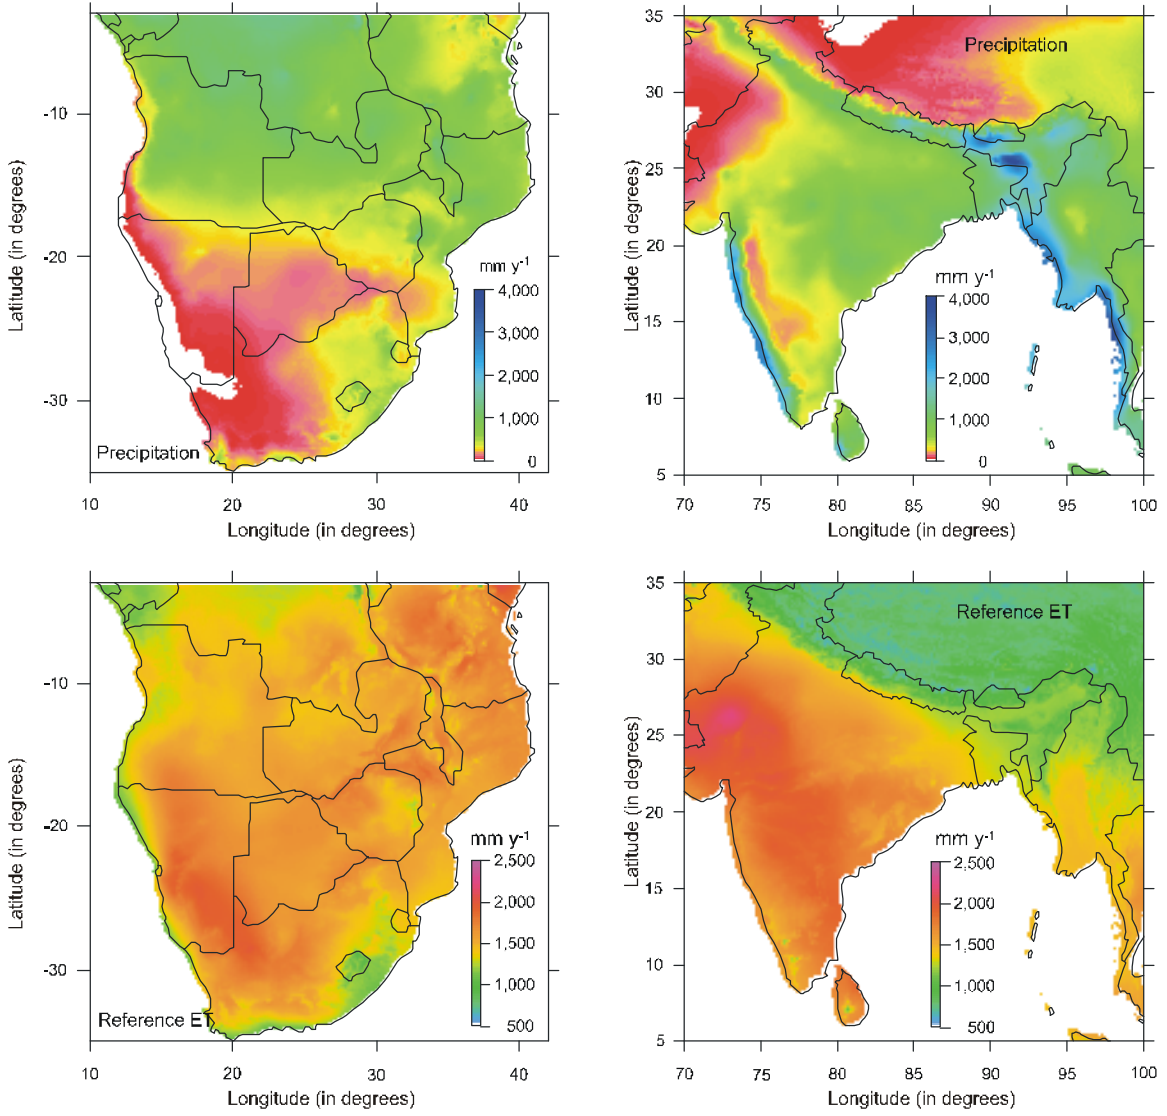 Precipitation
mm y-1
4,000
3,000
2,000
1,000
0
-10
-20
-30
Latitude (in degrees)
10 20 30 40
Longitude (in degrees)
Precipitation
mm y-1
4,000
3,000
2,000
1,000
0
35
30
25
20
15
10
5
Latitude (in degrees)
70 75 80 85 90 95 100
Longitude (in degrees)
Reference ET
mm y-1
2,500
2,000
1,500
1,000
500
-10
-20
-30
Latitude (in degrees)
10 20 30 40
Longitude (in degrees)
Reference ET
mm y-1
2,500
2,000
1,500
1,000
500
35
30
25
20
15
10
5
Latitude (in degrees)
70 75 80 85 90 95 100
Longitude (in degrees)